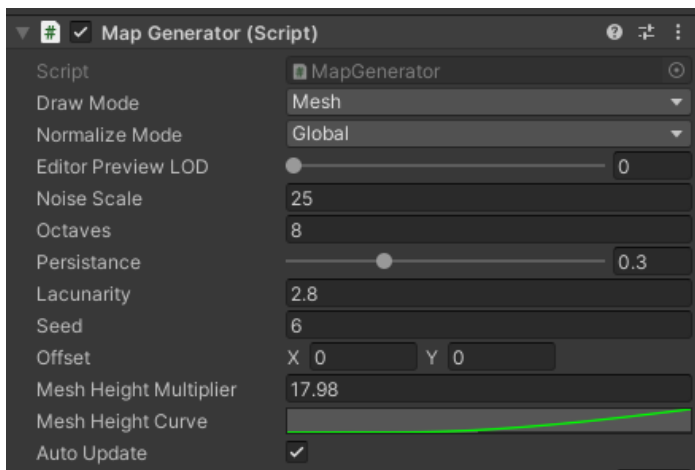 Map Generator (Script)
Script MapGenerator
Draw Mode Mesh
Normalize Mode Global
Editor Preview LOD 0
Noise Scale 25
Octaves 8
Persistance 0.3
Lacunarity 2.8
Seed 6
Offset X 0 Y 0
Mesh Height Multiplier 17.98
Mesh Height Curve
Auto Update